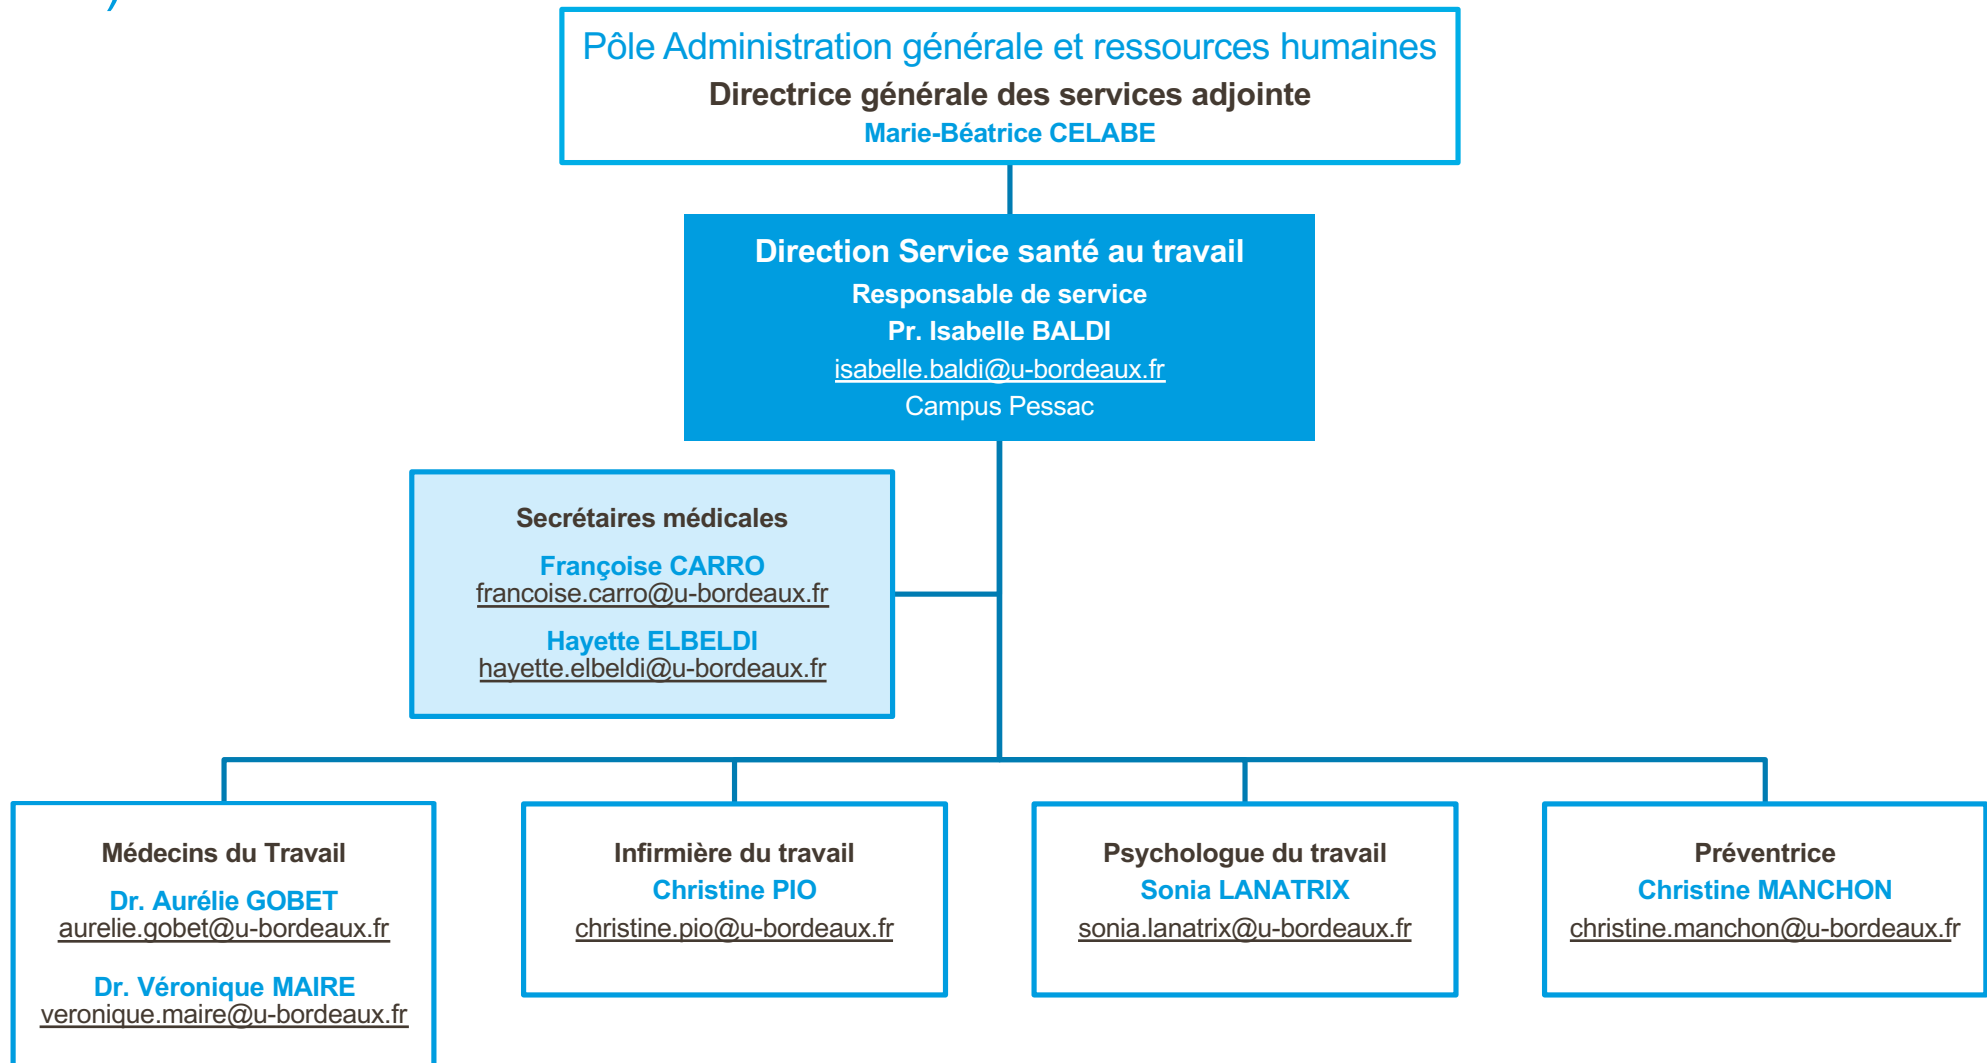 )
Pôle Administration générale et ressources humaines
Directrice générale des services adjointe
Marie-Béatrice CELABE
Direction Service santé au travail
Responsable de service
Pr. Isabelle BALDI
isabelle.baldi@u-bordeaux.fr
Campus Pessac
Secrétaires médicales
Françoise CARRO
francoise.carro@u-bordeaux.fr
Hayette ELBELDI
hayette.elbeldi@u-bordeaux.fr
Médecins du Travail
Dr. Aurélie GOBET
aurelie.gobet@u-bordeaux.fr
Dr. Véronique MAIRE
veronique.maire@u-bordeaux.fr
Infirmière du travail
Christine PIO
christine.pio@u-bordeaux.fr
Psychologue du travail
Sonia LANATRIX
sonia.lanatrix@u-bordeaux.fr
Préventrice
Christine MANCHON
christine.manchon@u-bordeaux.fr